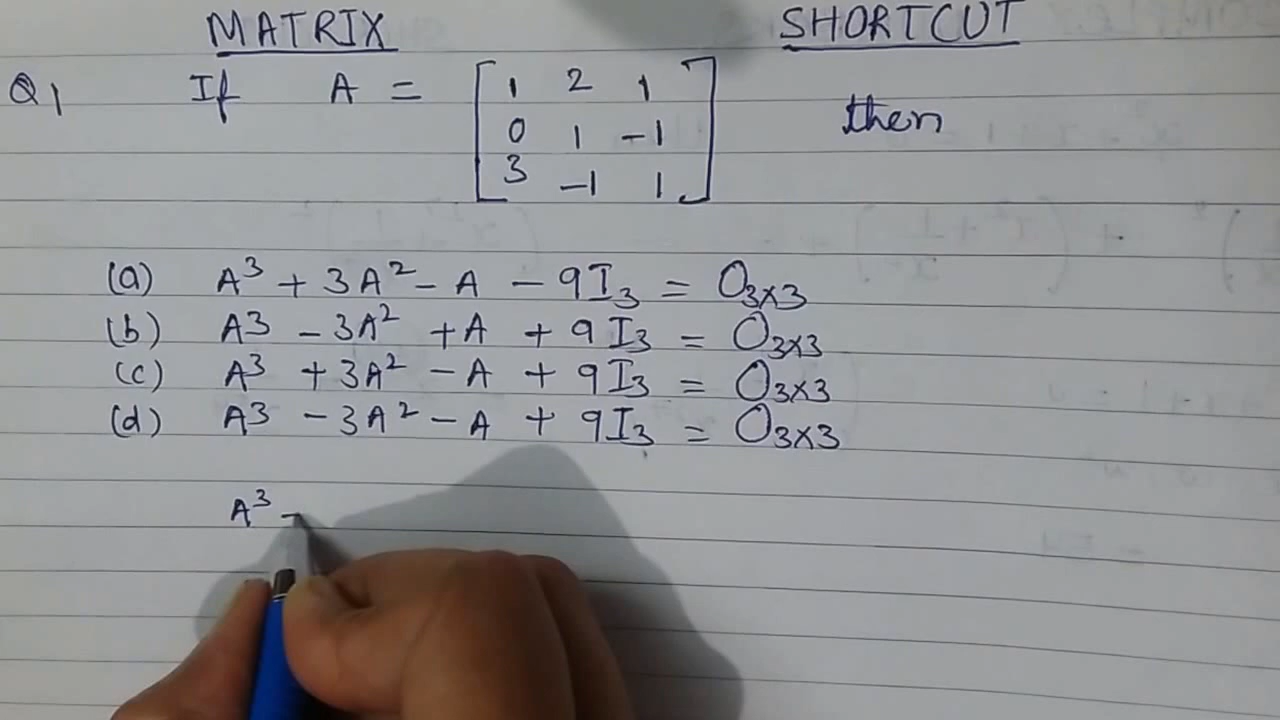 MATRIX SHORTCUT
Q1 If A = [ 1 2 1 then
0 1 -1
3 -1 1 ]
(a) A³ + 3A² - A - 9I₃ = O₃ₓ₃
(b) A³ - 3A² + A + 9I₃ = O₃ₓ₃
(c) A³ + 3A² - A + 9I₃ = O₃ₓ₃
(d) A³ - 3A² - A + 9I₃ = O₃ₓ₃
A³ -